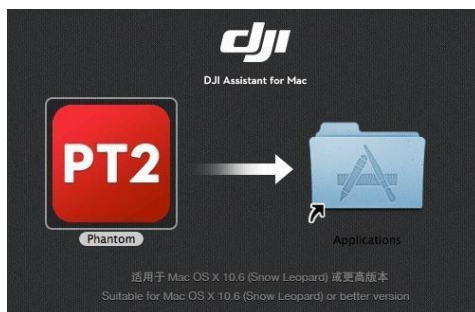 dji
DJI Assistant for Mac
PT2
Phantom
Applications
适用于 Mac OS X 10.6 (Snow Leopard) 或更高版本
Suitable for Mac OS X 10.6 (Snow Leopard) or better version